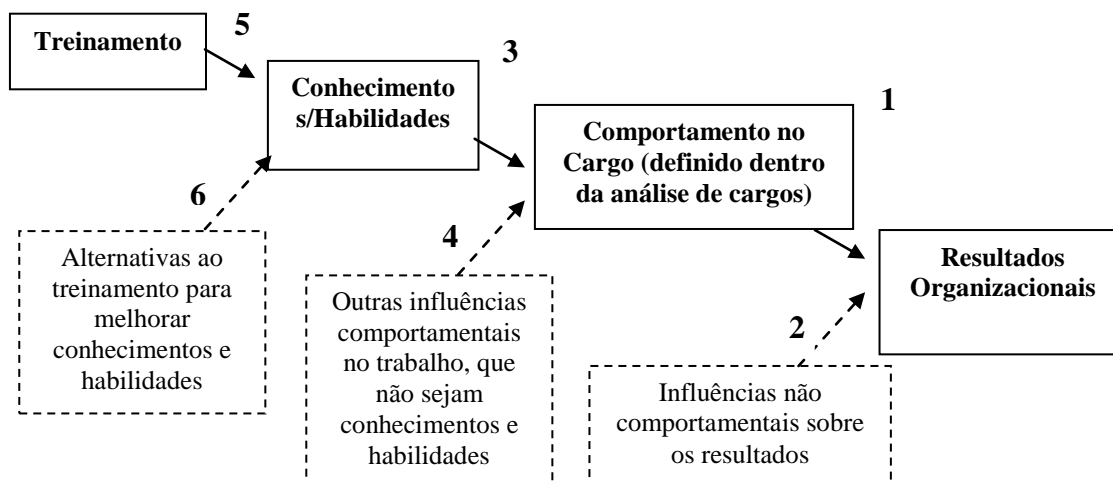 Treinamento
5
Conhecimento
s/Habilidades
3
Comportamento no
Cargo (definido dentro
da análise de cargos)
1
Resultados
Organizacionais
6
Alternativas ao
treinamento para
melhorar
conhecimentos e
habilidades
4
Outras influências
comportamentais
no trabalho, que
não sejam
conhecimentos e
habilidades
2
Influências não
comportamentais sobre
os resultados